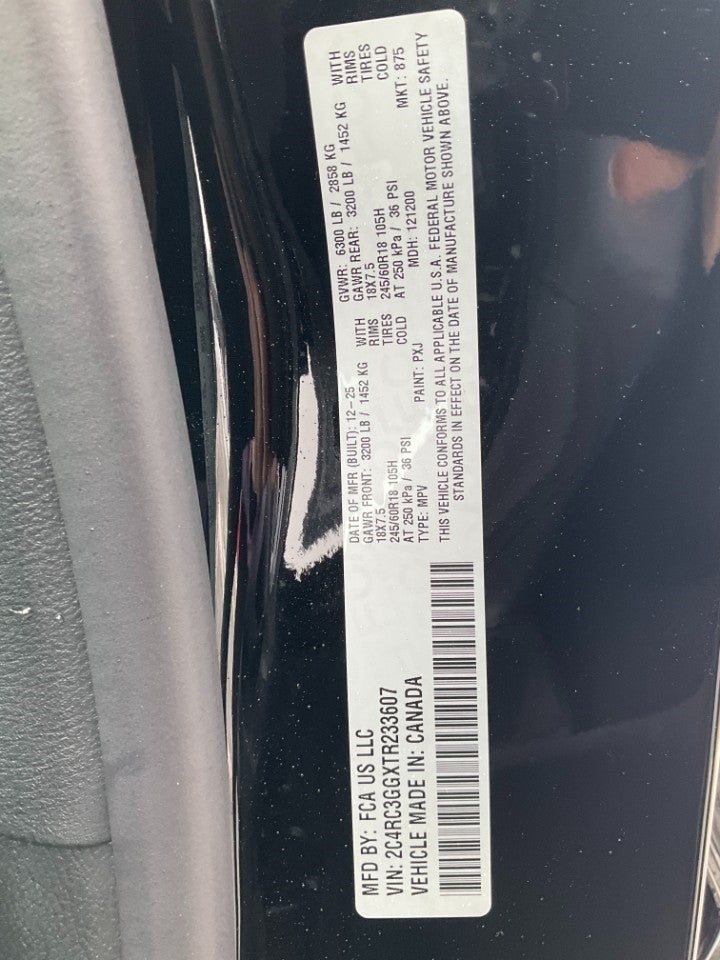 MFD BY: FCA US LLC
VIN: 2C4RC3GGXTR233607
VEHICLE MADE IN: CANADA
DATE OF MFR (BUILT): 12-25 GVWR: 6300 LB / 2858 KG
GAWR FRONT: 3200 LB / 1452 KG WITH GAWR REAR: 3200 LB / 1452 KG WITH
18X7.5 RIMS 18X7.5 RIMS
245/60R18 105H TIRES 245/60R18 105H TIRES
AT 250 kPa / 36 PSI COLD AT 250 kPa / 36 PSI COLD
TYPE: MPV PAINT: PXJ MDH: 121200 MKT: 875
THIS VEHICLE CONFORMS TO ALL APPLICABLE U.S.A. FEDERAL MOTOR VEHICLE SAFETY
STANDARDS IN EFFECT ON THE DATE OF MANUFACTURE SHOWN ABOVE.